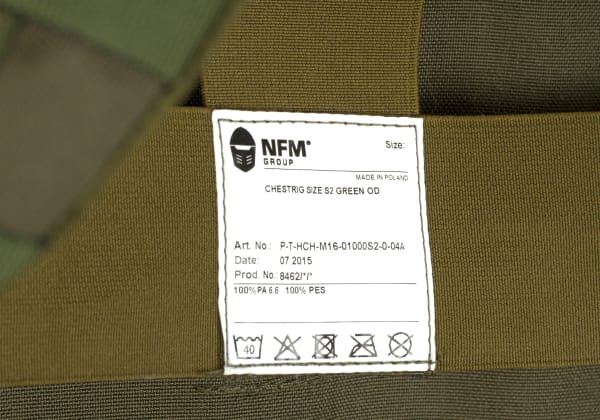 NFM® Size:
GROUP
MADE IN POLAND
CHESTRIG SIZE S2 GREEN OD
Art. No.: P-T-HCH-M16-01000S2-0-04A
Date: 07 2015
Prod. No.: 8462/*/*
100%PA 6.6 100% PES
40